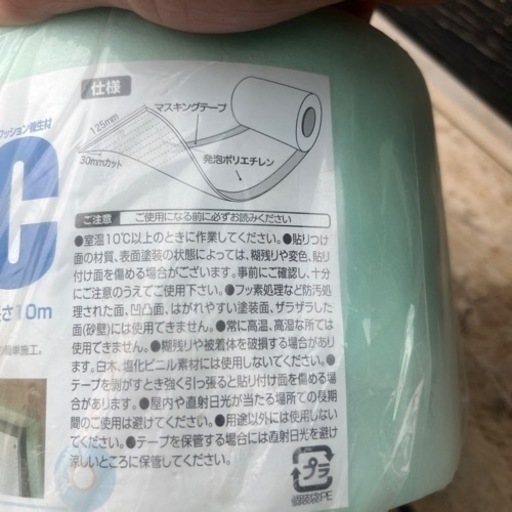 仕様
マスキングテープ
125mm
30mmカット
発泡ポリエチレン
クッション養生材
C
長さ10m
ご注意 ご使用になる前に必ずお読みください
●室温10℃以上のときに作業してください。●貼りつけ
面の材質、表面塗装の状態によっては、糊残りや変色、貼り
付け面を傷める場合がございます。事前にご確認し、十分
にご注意のうえでご使用下さい。●フッ素処理など防汚処
理された面、凹凸面、はがれやすい塗装面、ザラザラした
面(砂壁)には使用できません。●常に高温、高湿な所では
使用できません。●糊残りや被着体を破損する場合があり
ます。白木、塩化ビニル素材には使用しないでください。●
テープを剥がすとき強く引っ張ると貼り付け面を傷める場
合があります。●屋内や直射日光が当たる場所での長期
間のご使用は避けてください。●用途以外には使用しない
でください。●テープを保管する場合には直射日光を避け
涼しいところに保管してください。
簡単施工。
プラ
PE